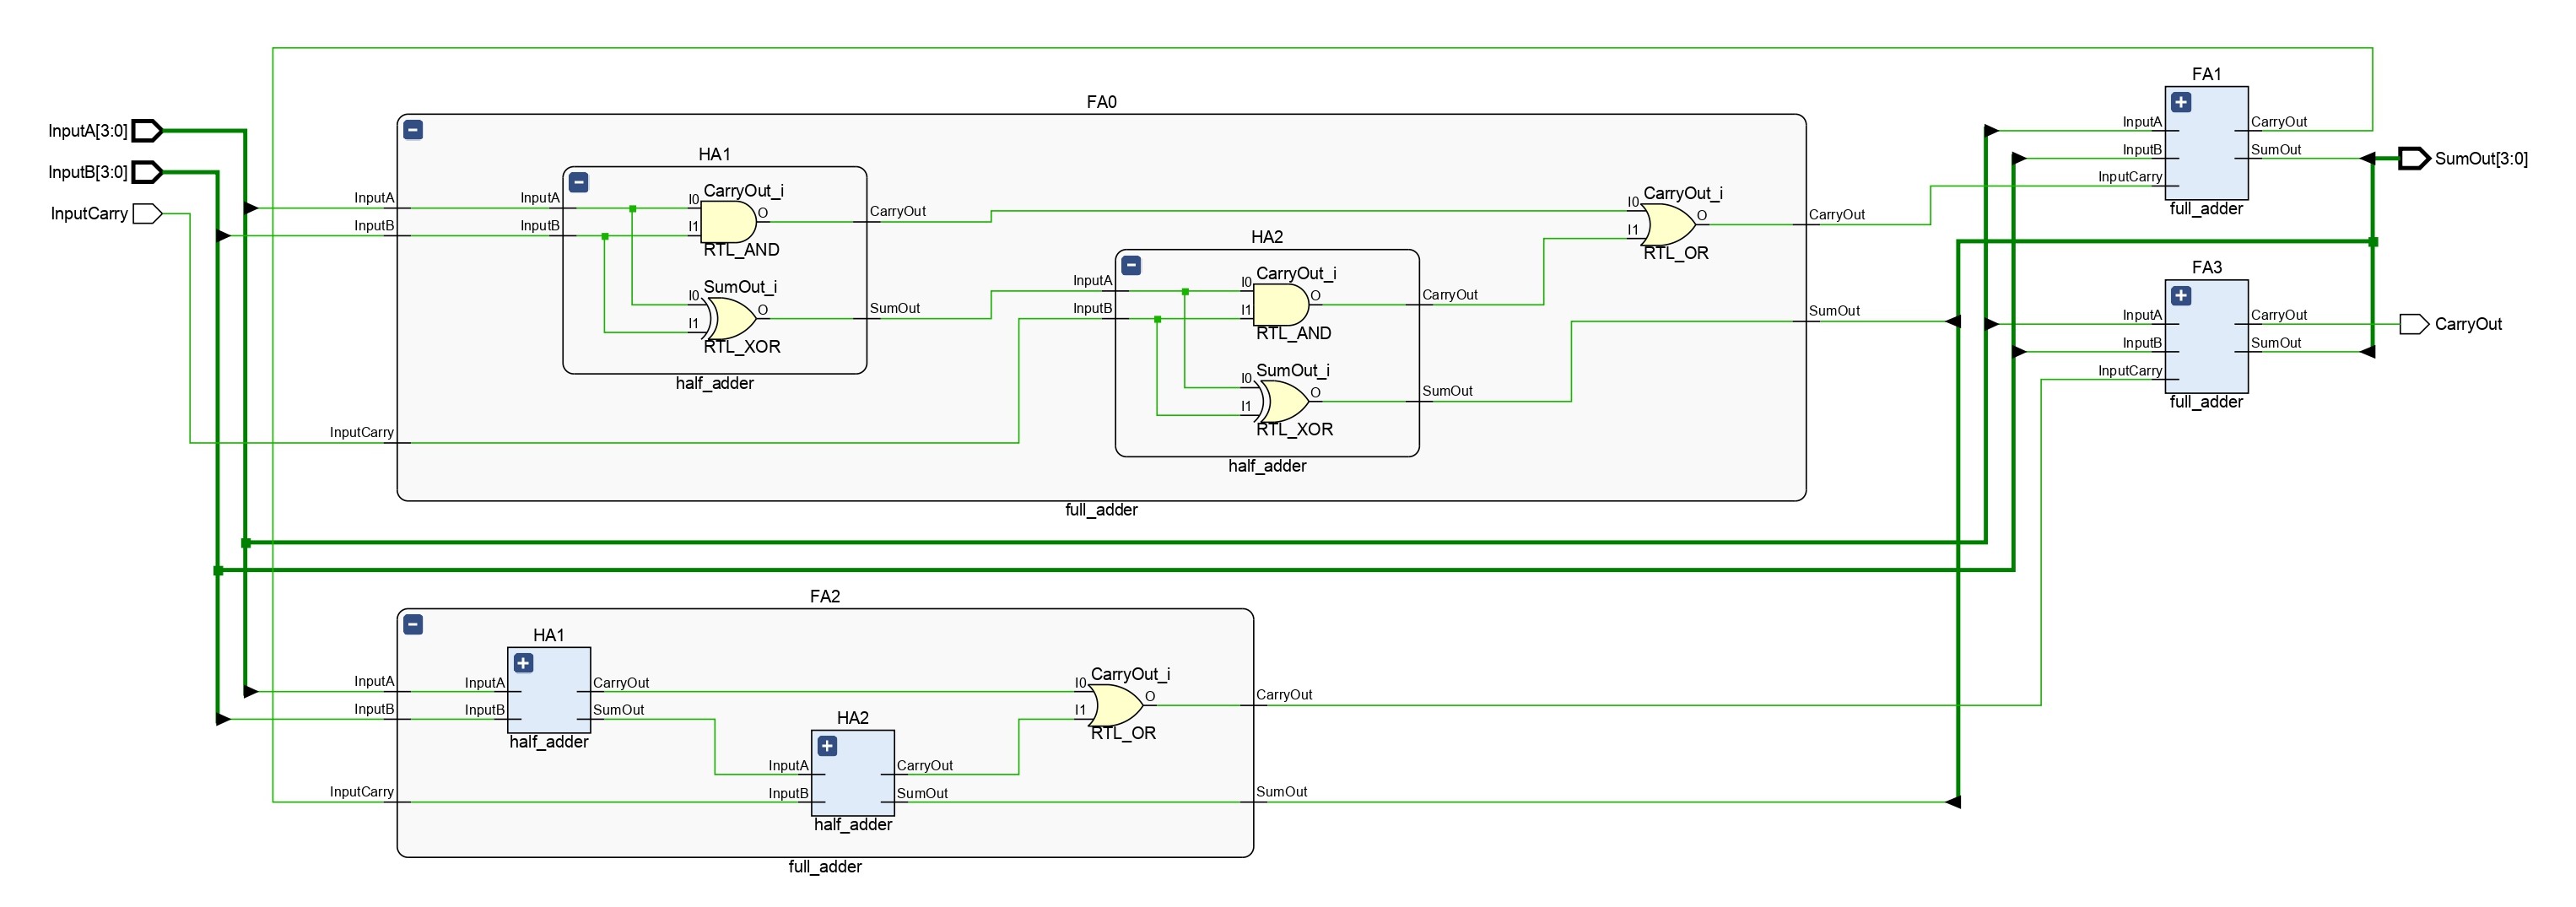 InputA[3:0]
InputB[3:0]
InputCarry
FA0
InputA
InputB
InputCarry
HA1
InputA
InputB
CarryOut_i
I0
I1
O
RTL_AND
SumOut_i
I0
I1
O
RTL_XOR
CarryOut
SumOut
half_adder
HA2
InputA
InputB
CarryOut_i
I0
I1
O
RTL_AND
SumOut_i
I0
I1
O
RTL_XOR
CarryOut
SumOut
half_adder
CarryOut_i
I0
I1
O
RTL_OR
CarryOut
SumOut
full_adder
FA1
InputA
InputB
InputCarry
CarryOut
SumOut
full_adder
SumOut[3:0]
FA3
InputA
InputB
InputCarry
CarryOut
SumOut
full_adder
CarryOut
FA2
InputA
InputB
InputCarry
HA1
InputA
InputB
CarryOut
SumOut
half_adder
HA2
InputA
InputB
CarryOut
SumOut
half_adder
CarryOut_i
I0
I1
O
RTL_OR
CarryOut
SumOut
full_adder